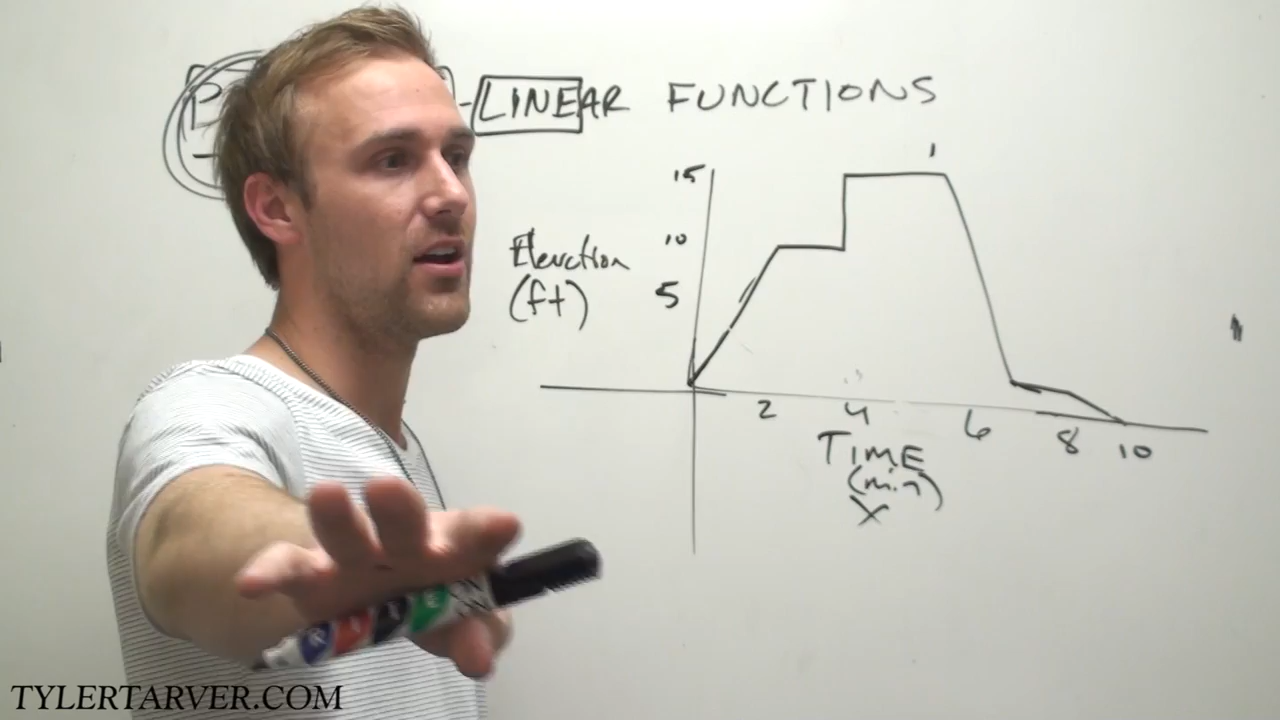 -LINEAR FUNCTIONS
15
10
Elevation
(ft)
5
2 4 6 8 10
TIME
(min)
X
TYLERTARVER.COM